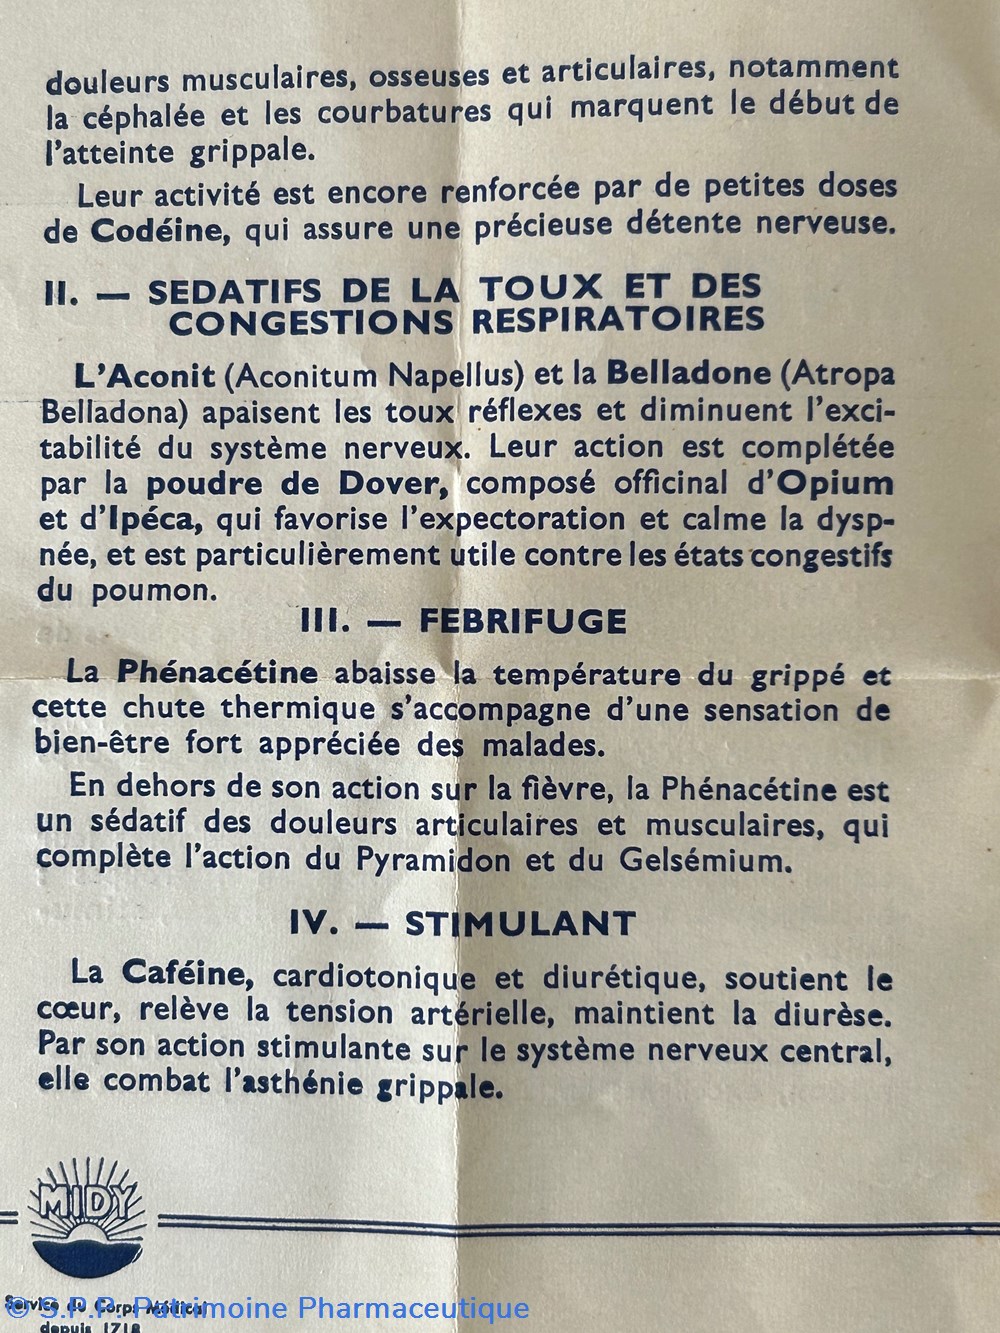 douleurs musculaires, osseuses et articulaires, notamment
la céphalée et les courbatures qui marquent le début de
l'atteinte grippale.
Leur activité est encore renforcée par de petites doses
de Codéine, qui assure une précieuse détente nerveuse.
II. — SEDATIFS DE LA TOUX ET DES
CONGESTIONS RESPIRATOIRES
L'Aconit (Aconitum Napellus) et la Belladone (Atropa
Belladona) apaisent les toux réflexes et diminuent l'exci-
tabilité du système nerveux. Leur action est complétée
par la poudre de Dover, composé officinal d'Opium
et d'Ipéca, qui favorise l'expectoration et calme la dysp-
née, et est particulièrement utile contre les états congestifs
du poumon.
III. — FEBRIFUGE
La Phénacétine abaisse la température du grippé et
cette chute thermique s'accompagne d'une sensation de
bien-être fort appréciée des malades.
En dehors de son action sur la fièvre, la Phénacétine est
un sédatif des douleurs articulaires et musculaires, qui
complète l'action du Pyramidon et du Gelsémium.
IV. — STIMULANT
La Caféine, cardiotonique et diurétique, soutient le
cœur, relève la tension artérielle, maintient la diurèse.
Par son action stimulante sur le système nerveux central,
elle combat l'asthénie grippale.
MIDY
Service du Corps Médical
© S.P.P. Patrimoine Pharmaceutique
depuis 1718